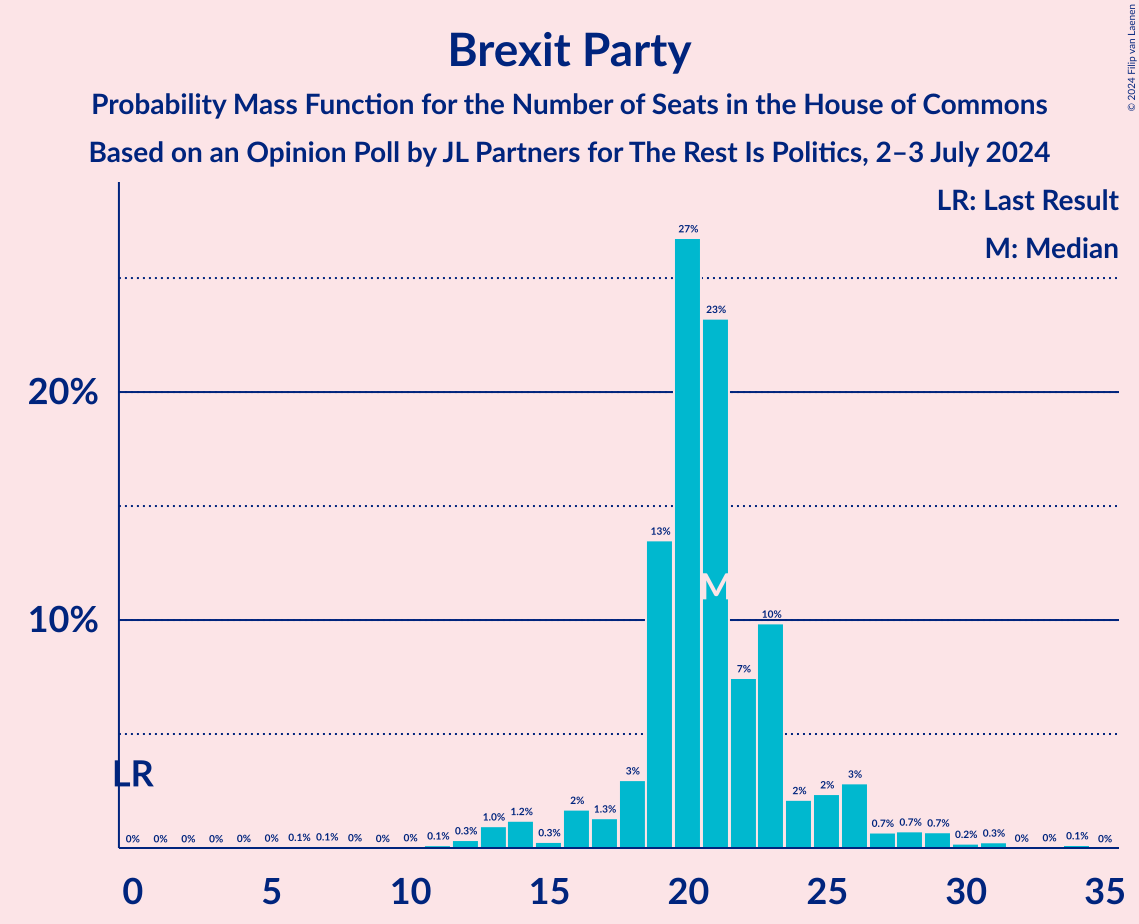 © 2024 Filip van Laenen
Brexit Party
Probability Mass Function for the Number of Seats in the House of Commons
Based on an Opinion Poll by JL Partners for The Rest Is Politics, 2–3 July 2024
LR: Last Result
M: Median
20%
10%
LR
M
0% 0% 0% 0% 0% 0% 0.1% 0.1% 0% 0% 0% 0.1% 0.3% 1.0% 1.2% 0.3% 2% 1.3% 3% 13% 27% 23% 7% 10% 2% 2% 3% 0.7% 0.7% 0.7% 0.2% 0.3% 0% 0% 0.1% 0%
0 5 10 15 20 25 30 35